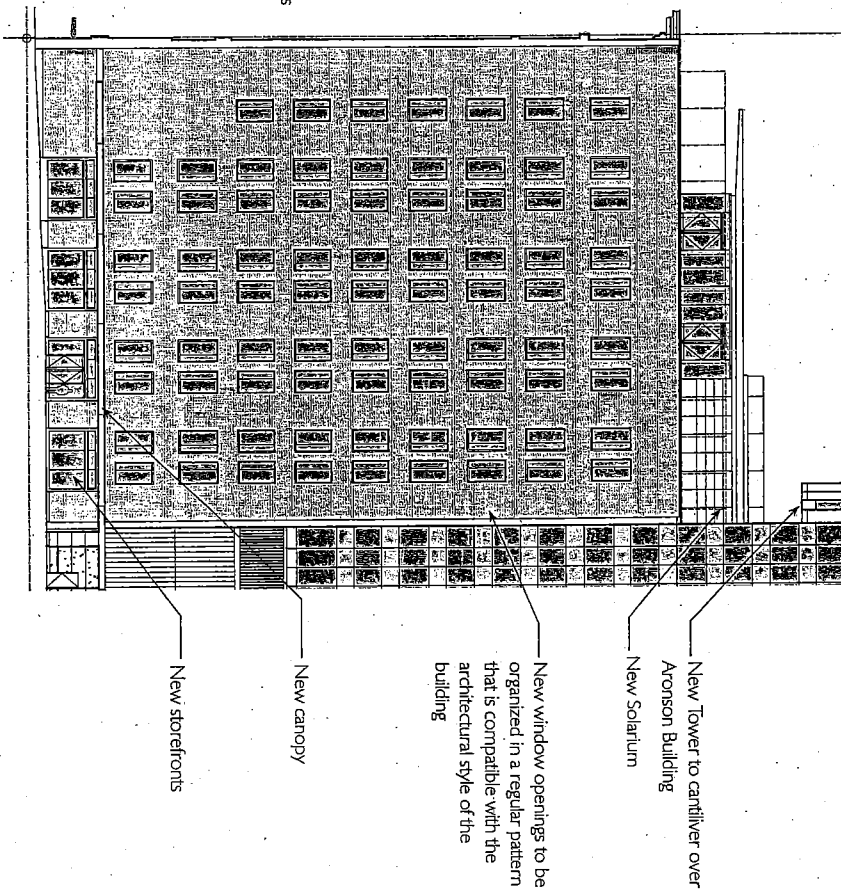 New Tower to cantiliver over
Aronson Building
New Solarium
New window openings to be
organized in a regular pattern
that is compatible with the
architectural style of the
building
New canopy
New storefronts
s